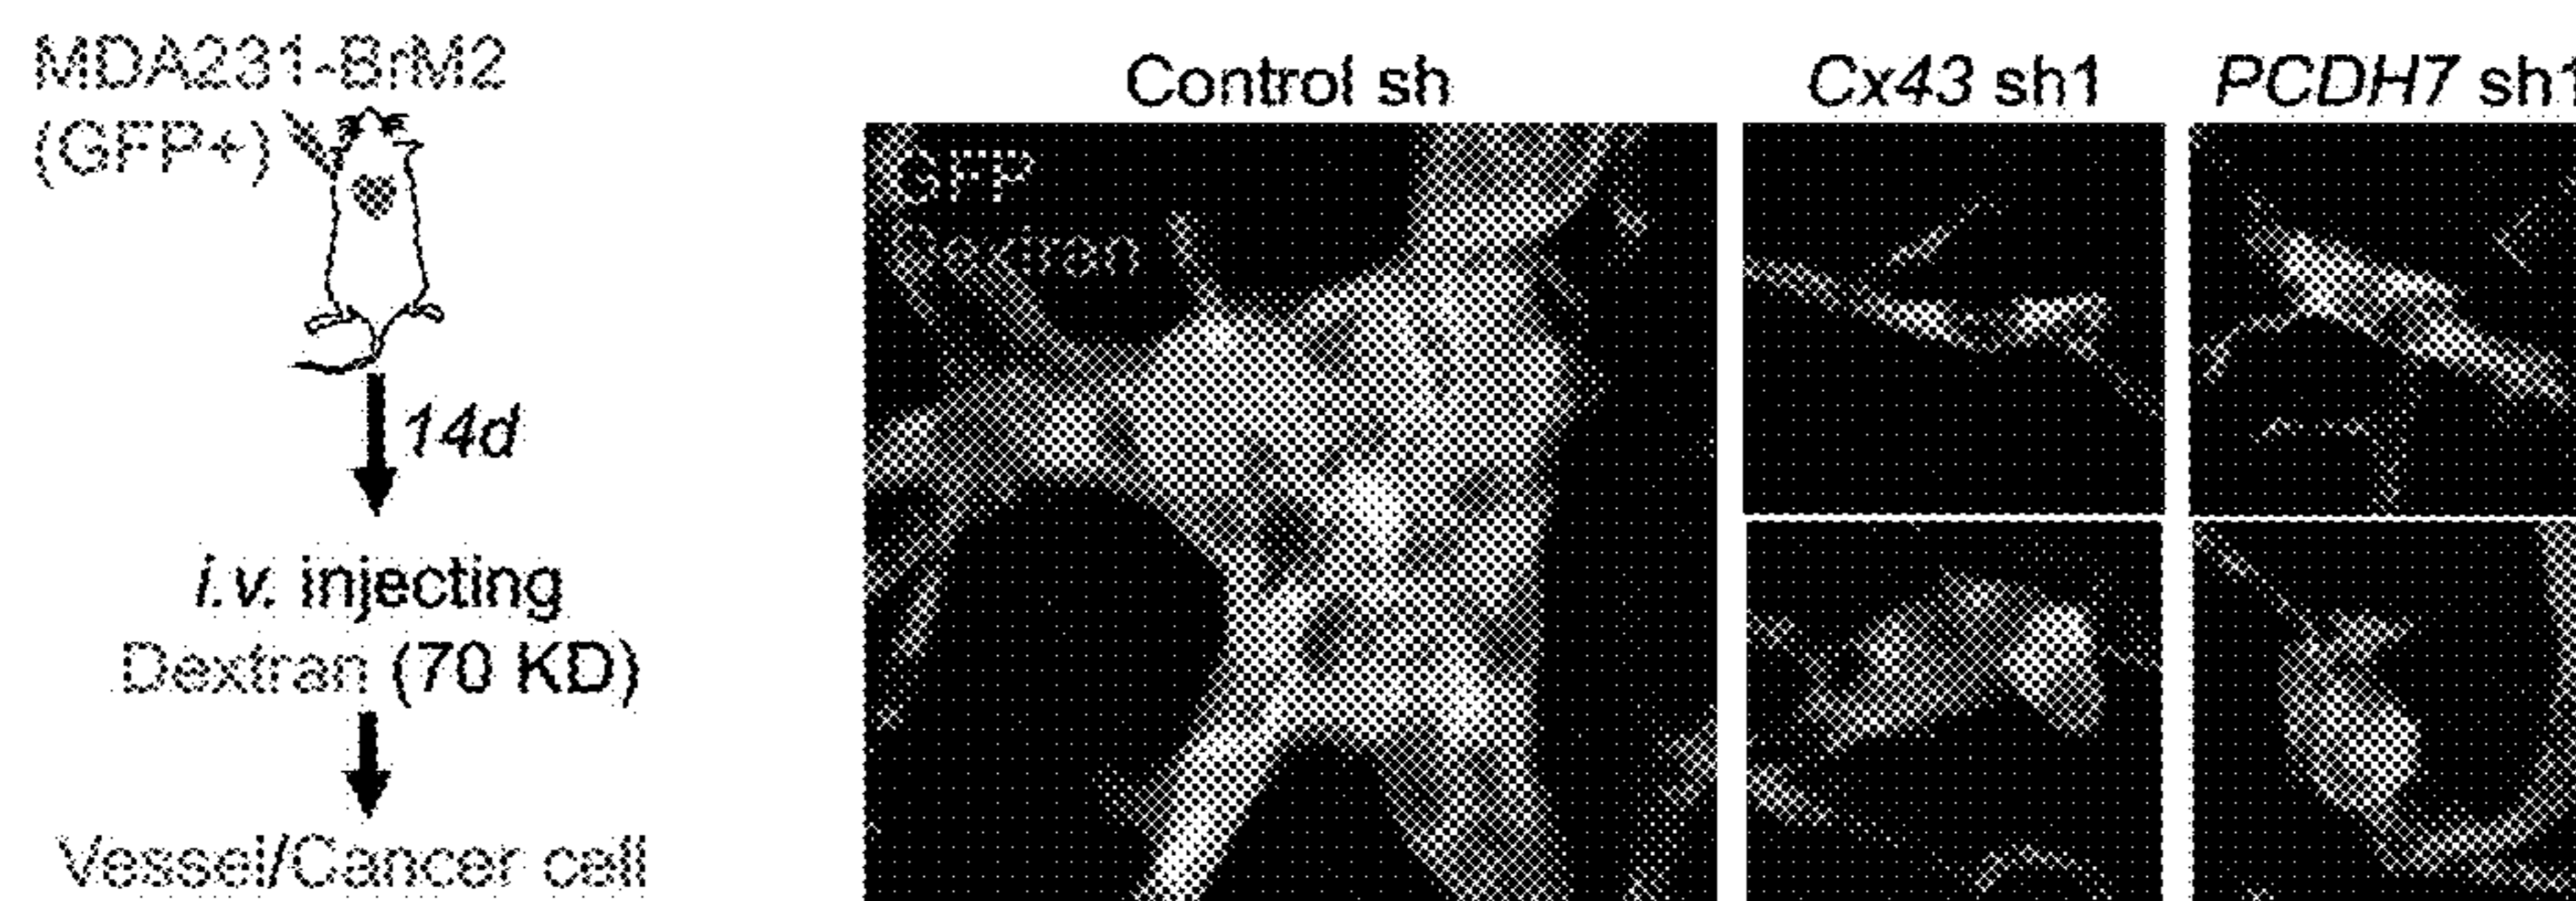 MDA231-BrM2
(GFP+)
14d
i.v. injecting
Dextran (70 KD)
Vessel/Cancer cell
Control sh
Cx43 sh1
PCDH7 sh1
GFP
Dextran